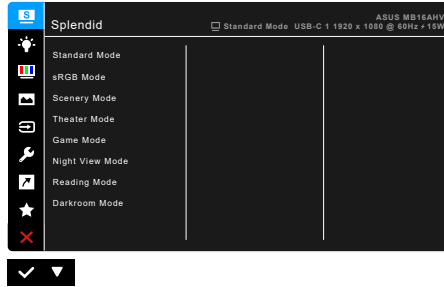 S
Splendid
ASUS MB16AHV
Standard Mode USB-C 1 1920 x 1080 @ 60Hz ⚡15W
Standard Mode
sRGB Mode
Scenery Mode
Theater Mode
Game Mode
Night View Mode
Reading Mode
Darkroom Mode